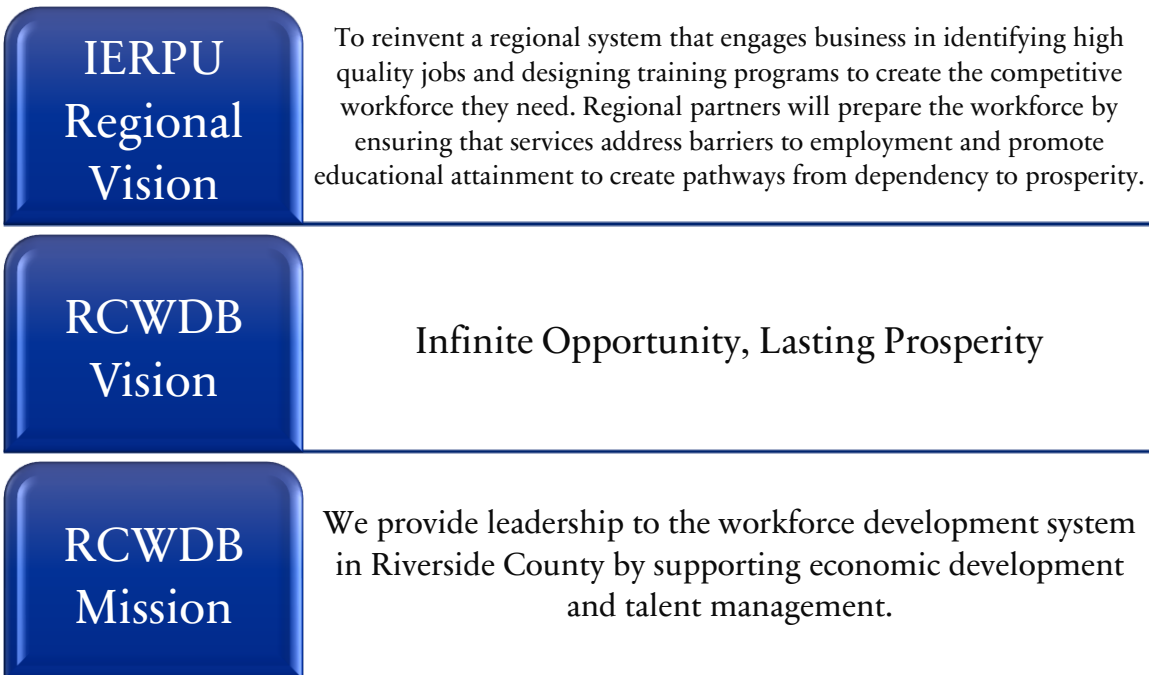 IERPU
Regional
Vision
To reinvent a regional system that engages business in identifying high
quality jobs and designing training programs to create the competitive
workforce they need. Regional partners will prepare the workforce by
ensuring that services address barriers to employment and promote
educational attainment to create pathways from dependency to prosperity.
RCWDB
Vision
Infinite Opportunity, Lasting Prosperity
RCWDB
Mission
We provide leadership to the workforce development system
in Riverside County by supporting economic development
and talent management.